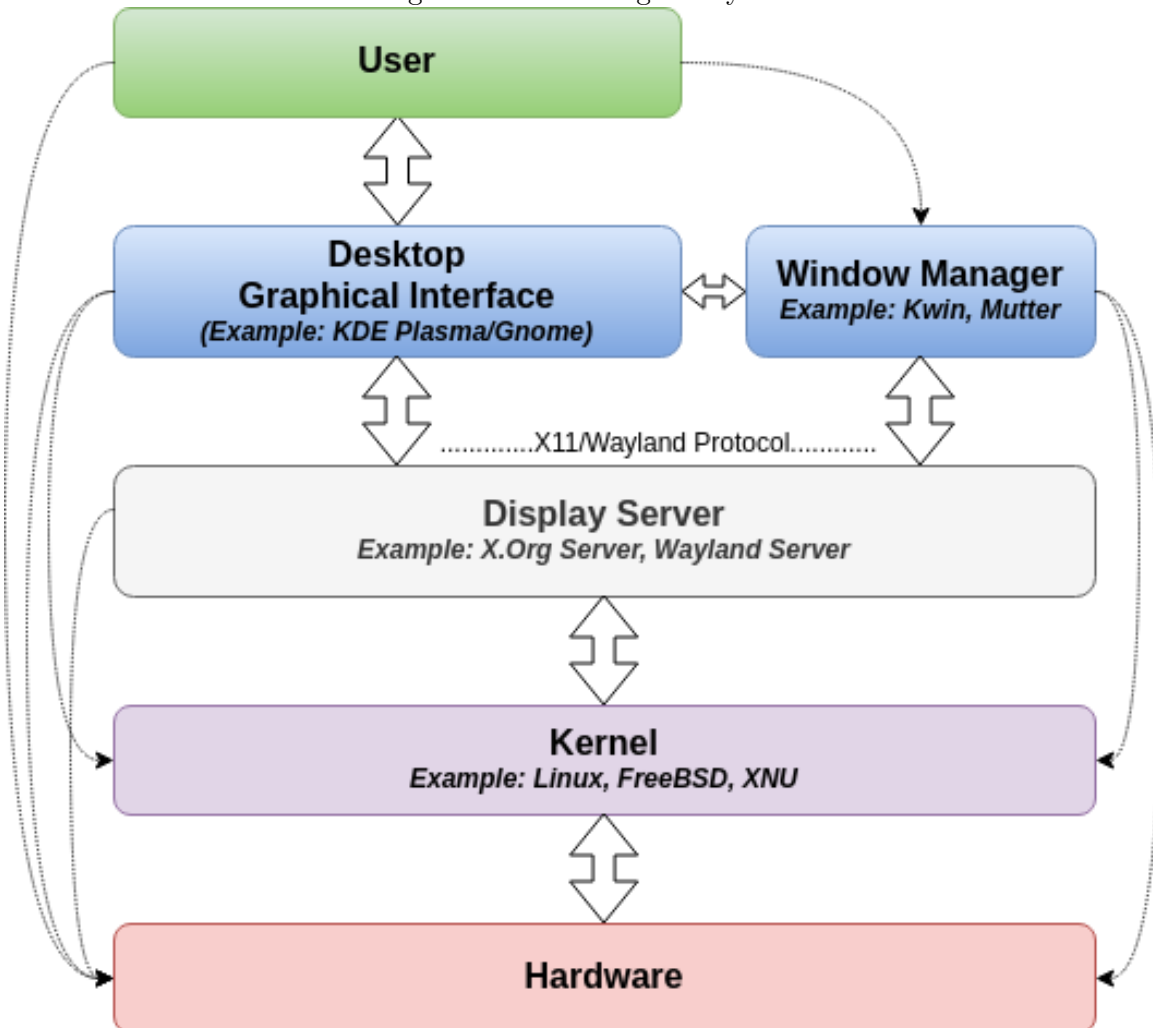 User
Desktop
Graphical Interface
(Example: KDE Plasma/Gnome)
Window Manager
Example: Kwin, Mutter
.............X11/Wayland Protocol............
Display Server
Example: X.Org Server, Wayland Server
Kernel
Example: Linux, FreeBSD, XNU
Hardware